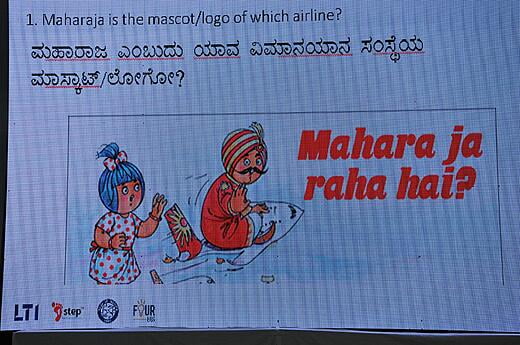 1. Maharaja is the mascot/logo of which airline?
ಮಹಾರಾಜ ಎಂಬುದು ಯಾವ ವಿಮಾನಯಾನ ಸಂಸ್ಥೆಯ
ಮಾಸ್ಕಾಟ್/ಲೋಗೋ?
Mahara ja
raha hai?
LTI step FOUR